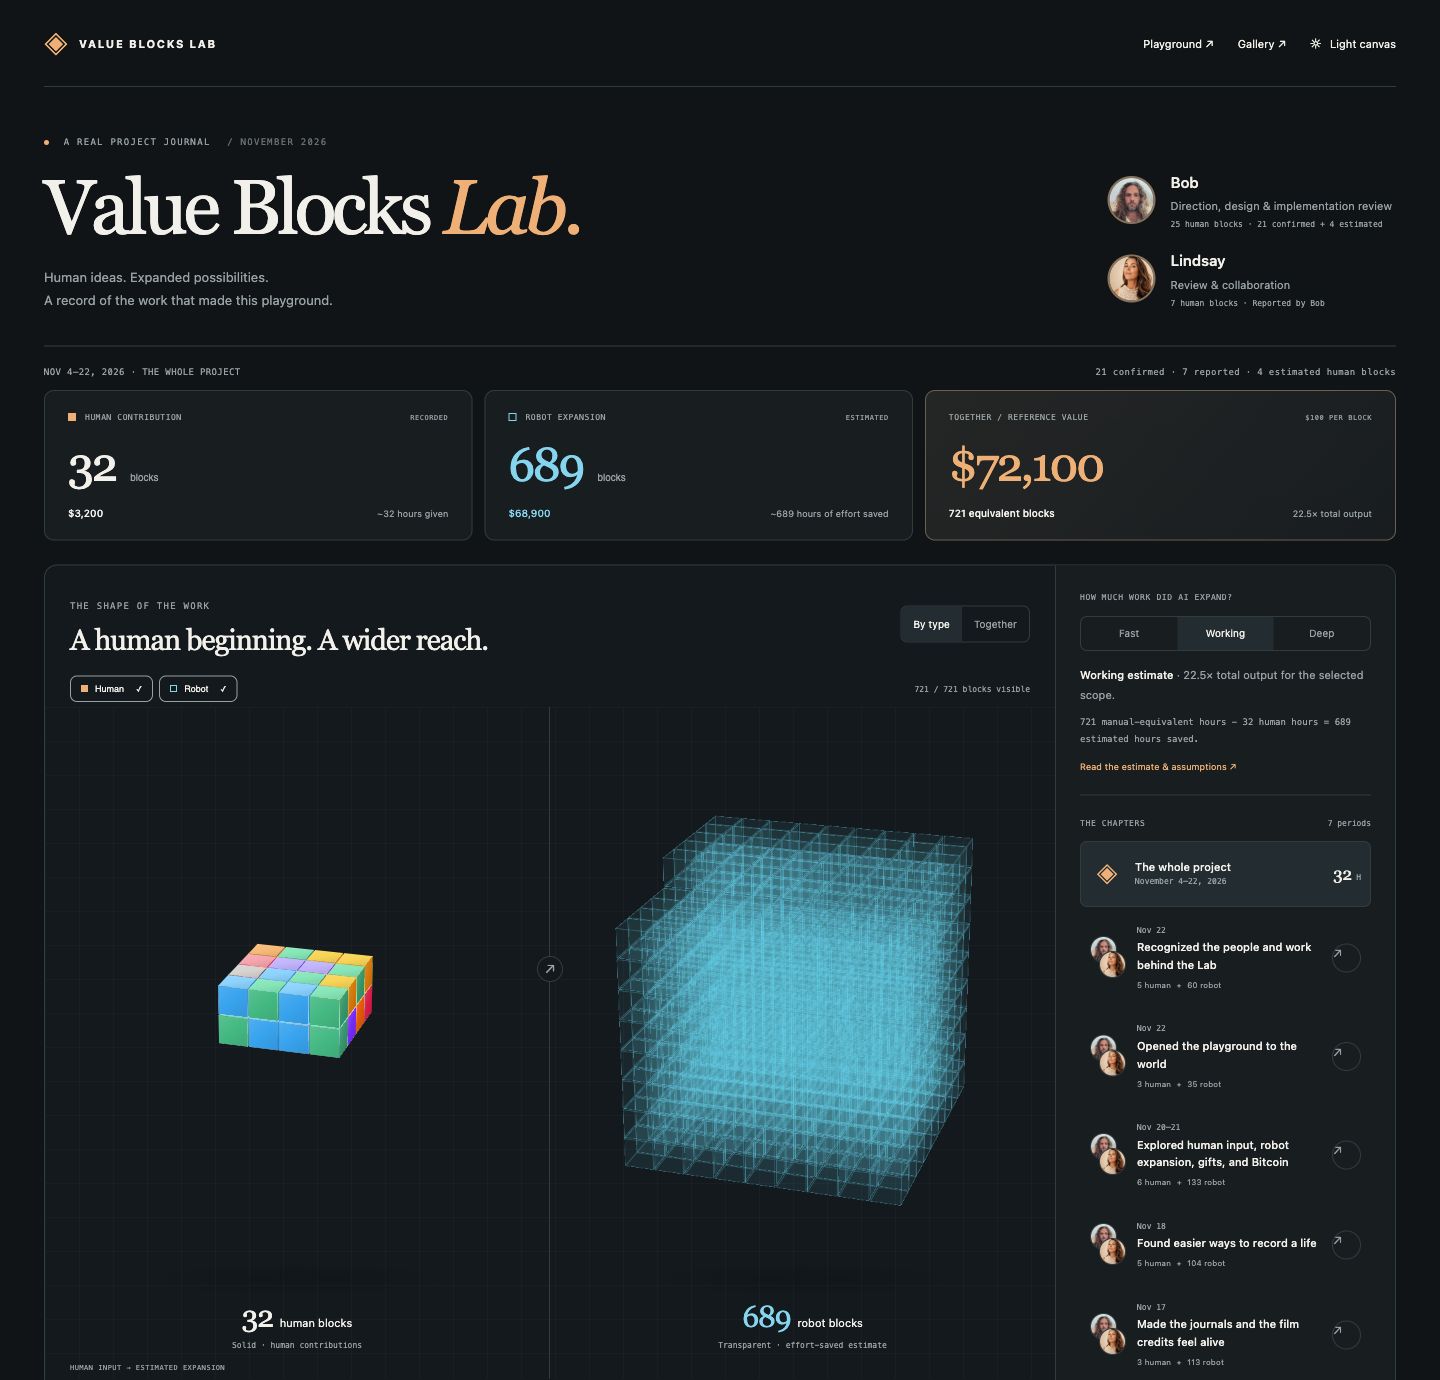 VALUE BLOCKS LAB
Playground ↗ Gallery ↗ Light canvas
A REAL PROJECT JOURNAL / NOVEMBER 2026
Value Blocks Lab.
Human ideas. Expanded possibilities.
A record of the work that made this playground.
Bob
Direction, design & implementation review
25 human blocks · 21 confirmed + 4 estimated
Lindsay
Review & collaboration
7 human blocks · Reported by Bob
NOV 4–22, 2026 · THE WHOLE PROJECT
21 confirmed · 7 reported · 4 estimated human blocks
HUMAN CONTRIBUTION RECORDED
32 blocks
$3,200 ~32 hours given
ROBOT EXPANSION ESTIMATED
689 blocks
$68,900 ~689 hours of effort saved
TOGETHER / REFERENCE VALUE $100 PER BLOCK
$72,100
721 equivalent blocks 22.5× total output
THE SHAPE OF THE WORK
A human beginning. A wider reach.
By type Together
Human ✓ Robot ✓
721 / 721 blocks visible
32 human blocks
Solid · human contributions
689 robot blocks
Transparent · effort-saved estimate
HUMAN INPUT → ESTIMATED EXPANSION
HOW MUCH WORK DID AI EXPAND?
Fast Working Deep
Working estimate · 22.5× total output for the selected
scope.
721 manual-equivalent hours − 32 human hours = 689
estimated hours saved.
Read the estimate & assumptions ↗
THE CHAPTERS 7 periods
The whole project
November 4–22, 2026
32 H
Nov 22
Recognized the people and work
behind the Lab
5 human + 60 robot
Nov 22
Opened the playground to the
world
3 human + 35 robot
Nov 20–21
Explored human input, robot
expansion, gifts, and Bitcoin
6 human + 133 robot
Nov 18
Found easier ways to record a life
5 human + 104 robot
Nov 17
Made the journals and the film
credits feel alive
3 human + 113 robot